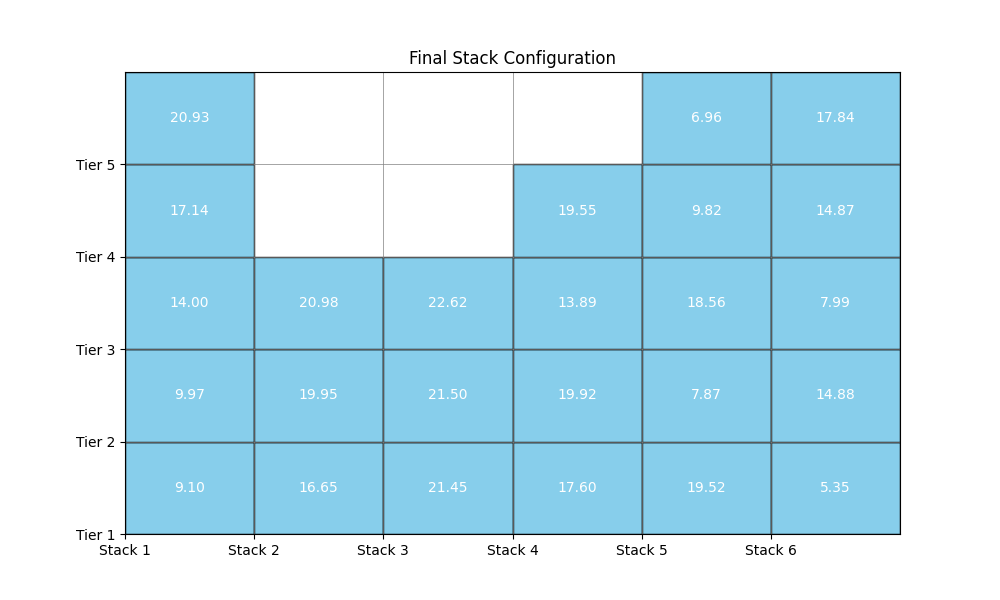 Final Stack Configuration
20.93 6.96 17.84
Tier 5
17.14 19.55 9.82 14.87
Tier 4
14.00 20.98 22.62 13.89 18.56 7.99
Tier 3
9.97 19.95 21.50 19.92 7.87 14.88
Tier 2
9.10 16.65 21.45 17.60 19.52 5.35
Tier 1
Stack 1 Stack 2 Stack 3 Stack 4 Stack 5 Stack 6